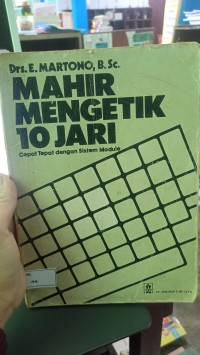 Drs. E. MARTONO, B. Sc.
MAHIR
MENGETIK
10 JARI
Cepat Tepat dengan Sistem Module